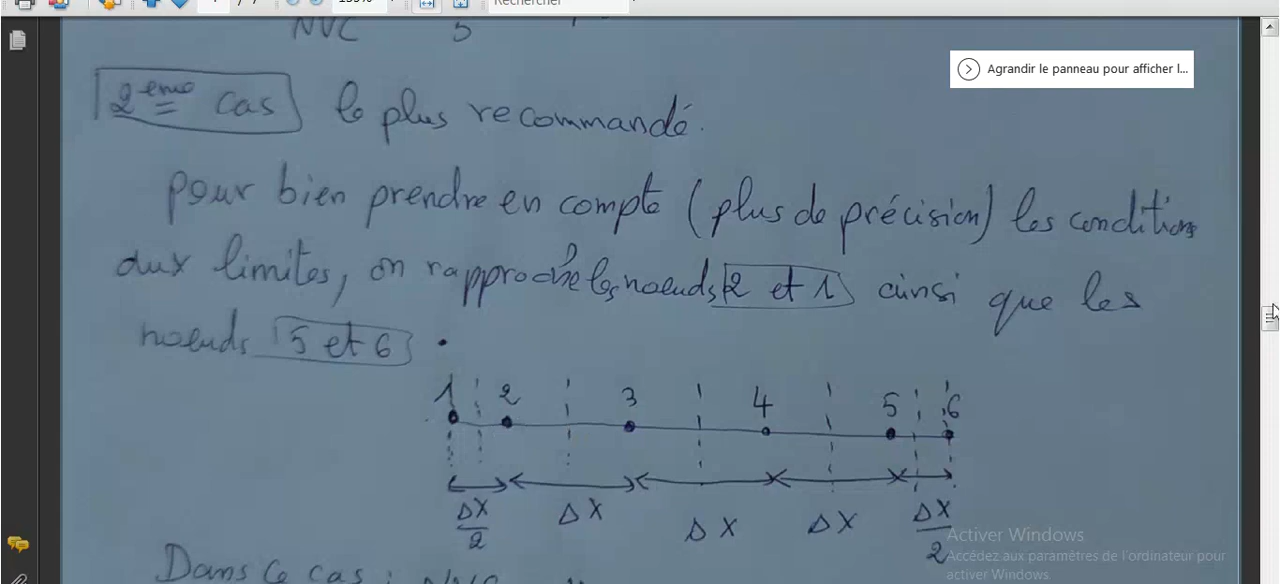 Rechercher
NVC 5
Agrandir le panneau pour afficher l...
2ème cas le plus recommandé.
pour bien prendre en compte (plus de précision) les conditions
aux limites, on rapproche les noeuds 2 et 1 ainsi que les
noeuds 5 et 6.
1 2 3 4 5 6
ΔX/2 ΔX ΔX ΔX ΔX/2
Activer Windows
Accédez aux paramètres de l'ordinateur pour
activer Windows.
Dans ce cas : NVC